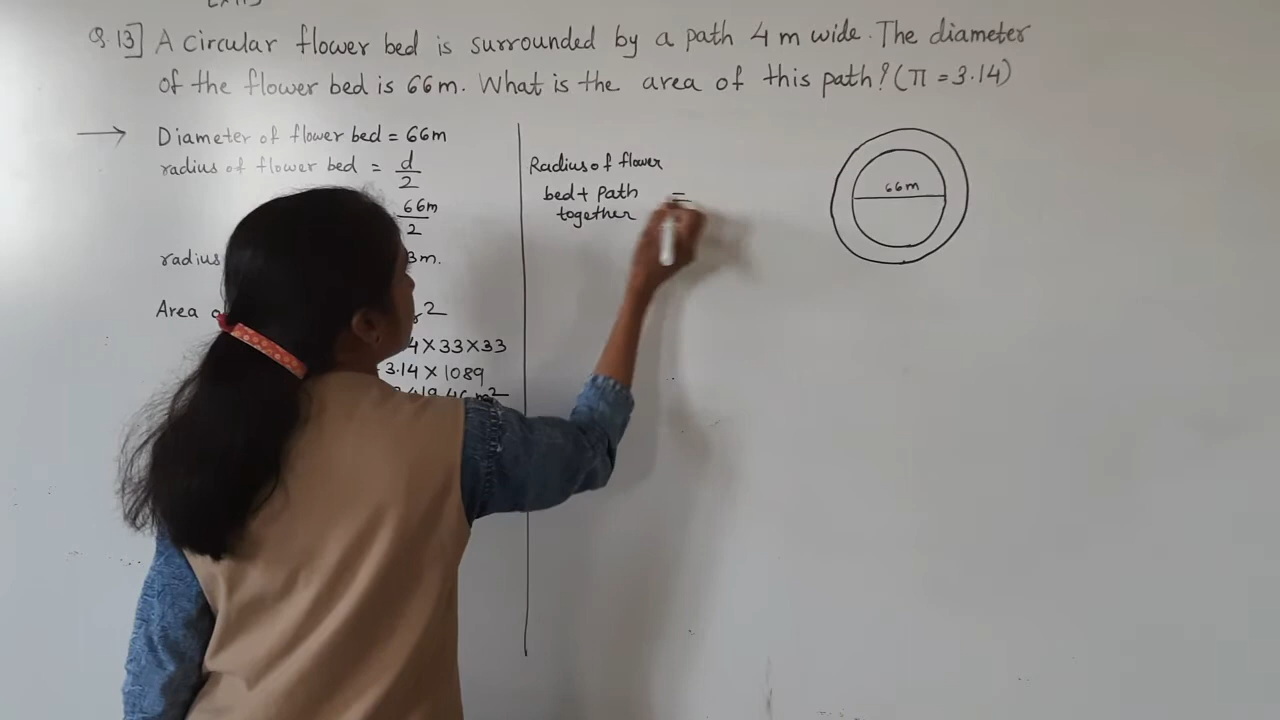 Q.13] A circular flower bed is surrounded by a path 4 m wide. The diameter
of the flower bed is 66m. What is the area of this path? (π = 3.14)
Diameter of flower bed = 66m
radius of flower bed = d/2
66m/2
radius 3m.
Area 2
4 × 33 × 33
3.14 × 1089
Radius of flower
bed + path =
together
66m